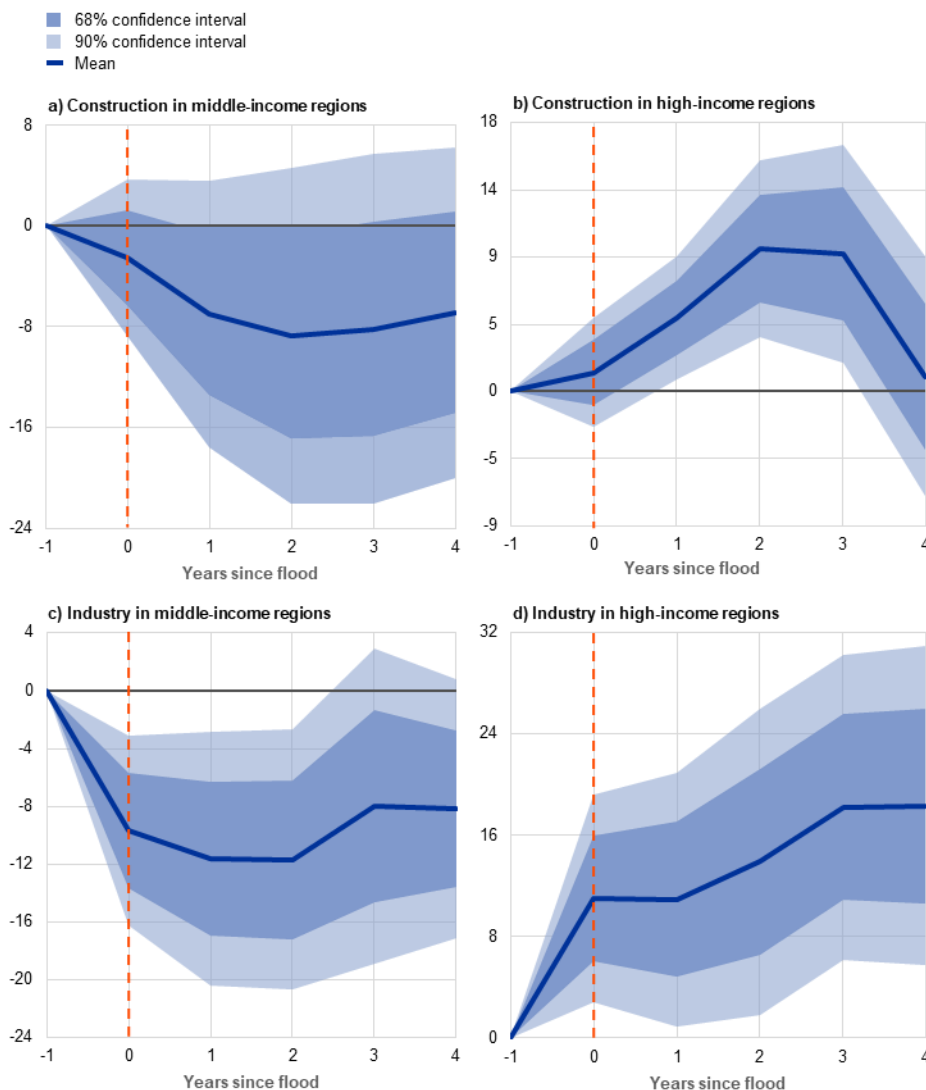 68% confidence interval
90% confidence interval
Mean
a) Construction in middle-income regions
8
0
-8
-16
-24
-1 0 1 2 3 4
Years since flood
b) Construction in high-income regions
18
14
9
5
0
-5
-9
-1 0 1 2 3 4
Years since flood
c) Industry in middle-income regions
4
0
-4
-8
-12
-16
-20
-24
-1 0 1 2 3 4
Years since flood
d) Industry in high-income regions
32
24
16
8
0
-1 0 1 2 3 4
Years since flood